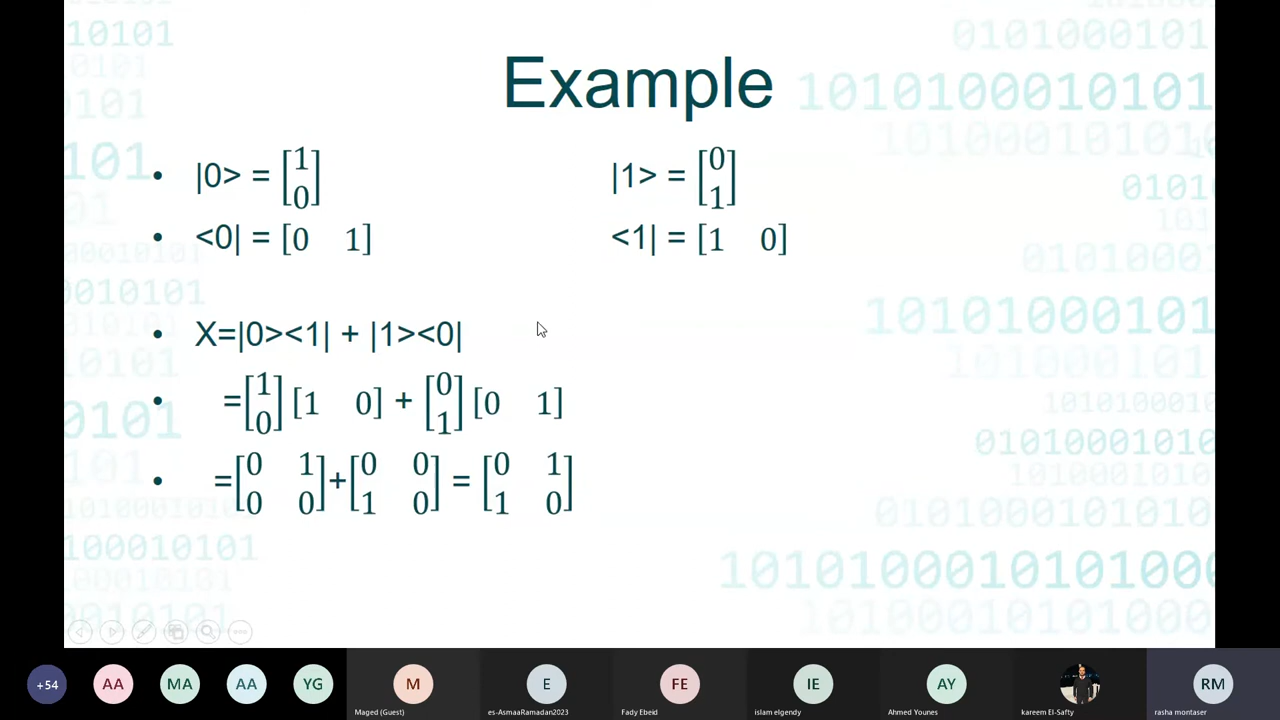 Example
• |0> = [1 0] |1> = [0 1]
• <0| = [0 1] <1| = [1 0]
• X=|0><1| + |1><0|
• =[1 0] [1 0] + [0 1] [0 1]
• =[0 1 0 0]+[0 0 1 0] = [0 1 1 0]
+54
AA
MA
AA
YG
M
Maged (Guest)
E
es-AsmaaRamadan2023
FE
Fady Ebeid
IE
islam elgendy
AY
Ahmed Younes
kareem El-Safty
RM
rasha montaser